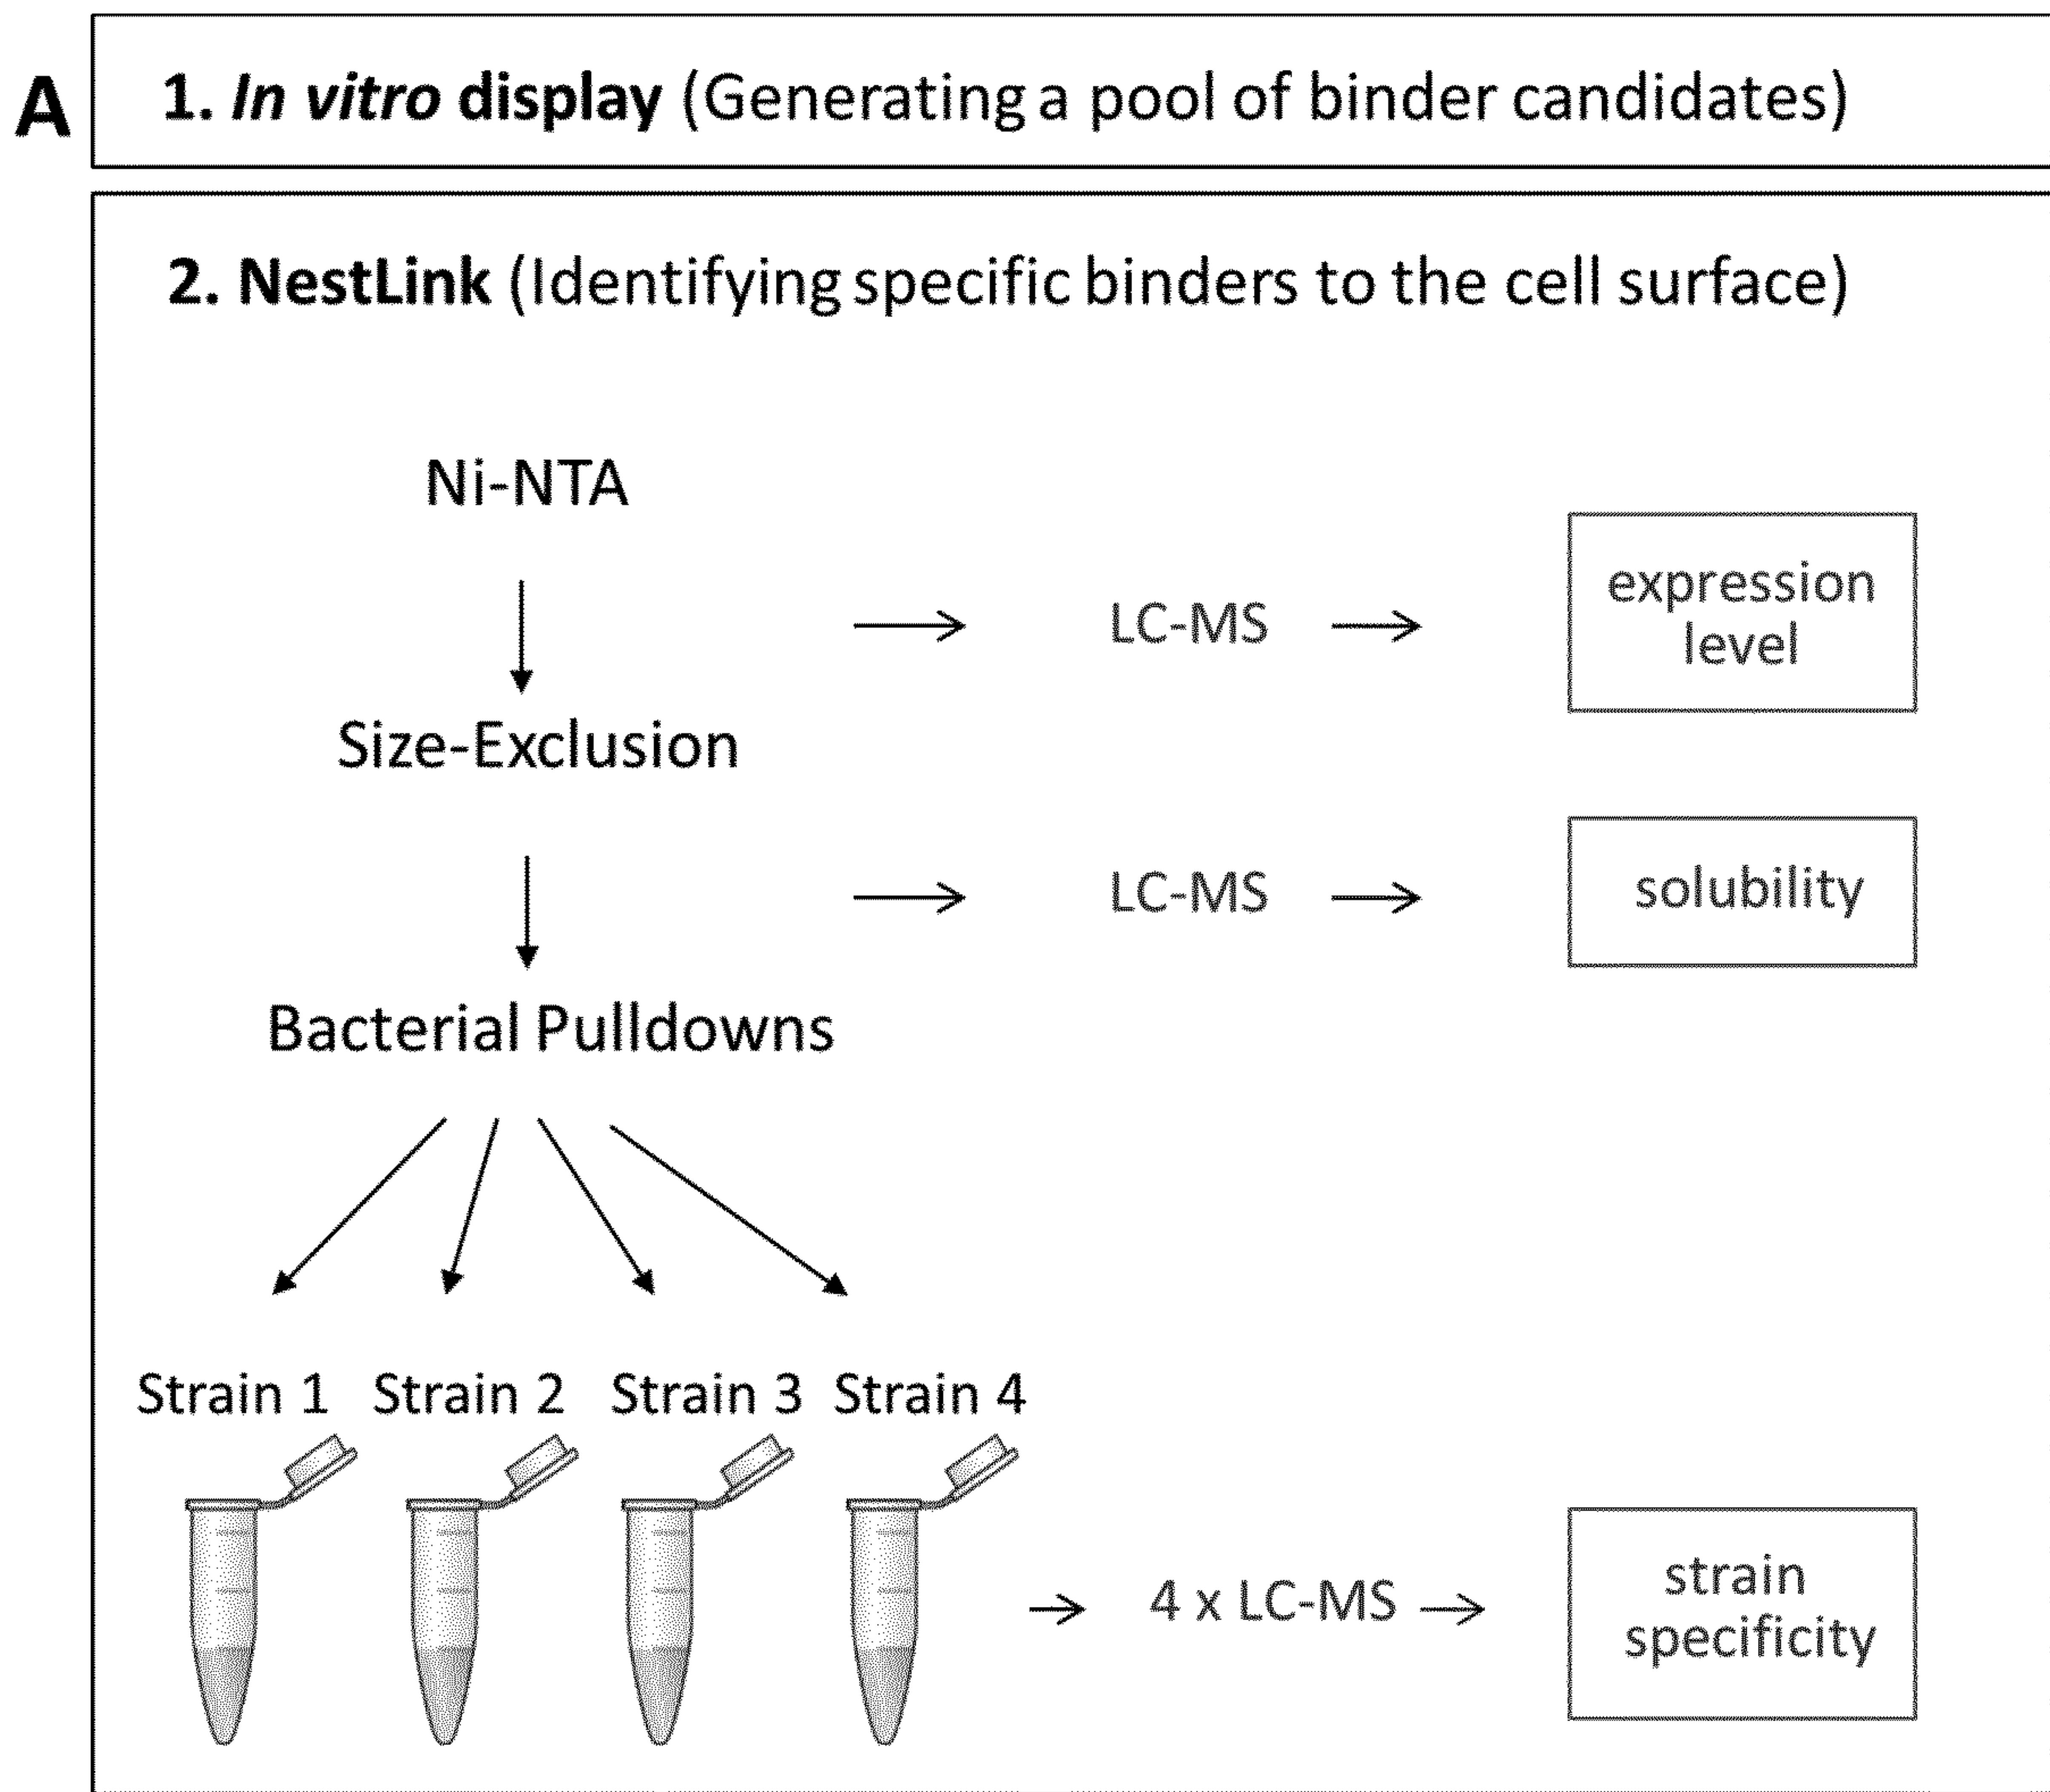 A
1. In vitro display (Generating a pool of binder candidates)
2. NestLink (Identifying specific binders to the cell surface)
Ni-NTA
LC-MS
expression
level
Size-Exclusion
LC-MS
solubility
Bacterial Pulldowns
Strain 1 Strain 2 Strain 3 Strain 4
4 x LC-MS
strain
specificity